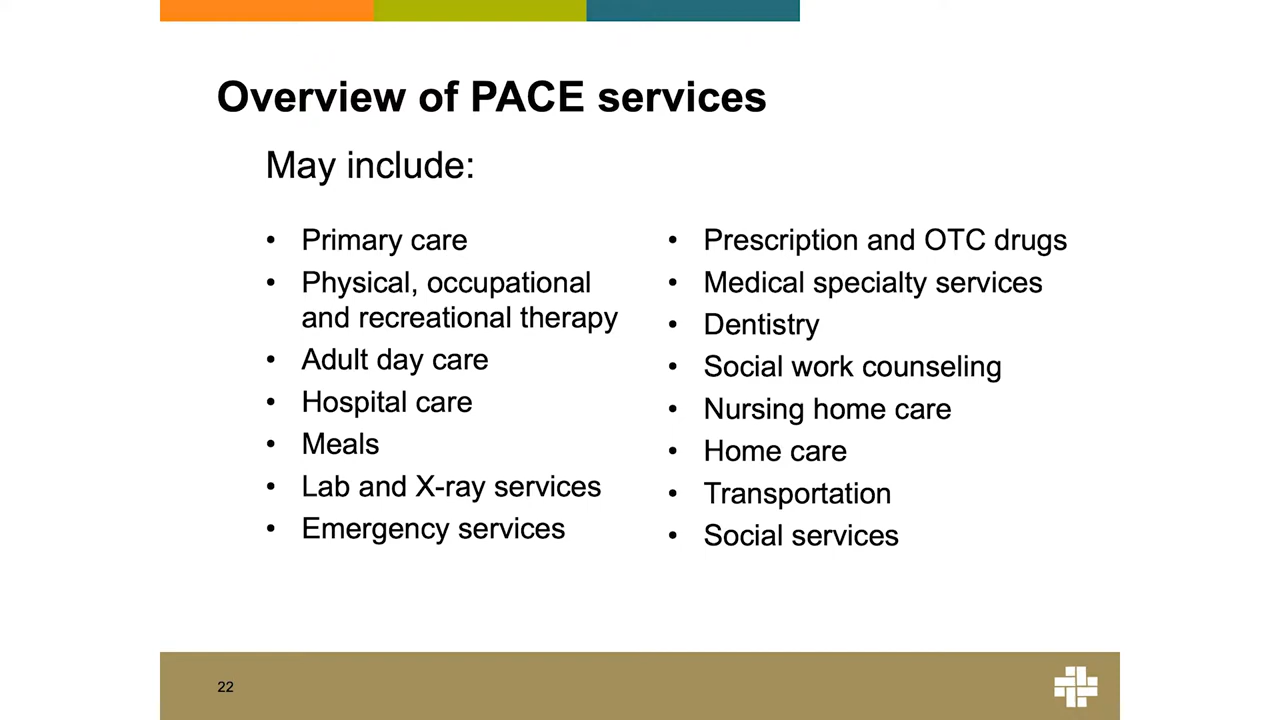 Overview of PACE services
May include:
• Primary care
• Physical, occupational
and recreational therapy
• Adult day care
• Hospital care
• Meals
• Lab and X-ray services
• Emergency services
• Prescription and OTC drugs
• Medical specialty services
• Dentistry
• Social work counseling
• Nursing home care
• Home care
• Transportation
• Social services
22